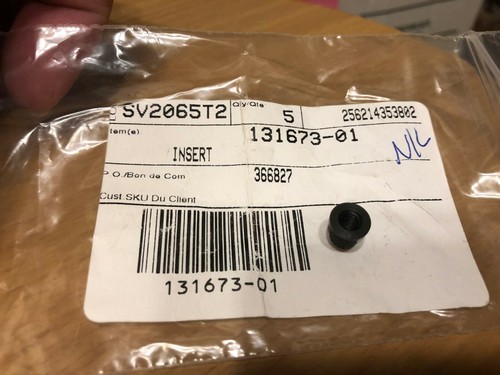 SV2065T2 Qty/Qte 5 256214353802
Item(e) 131673-01
INSERT
NL
P.O./Bon de Com 366827
Cust SKU Du Client
131673-01